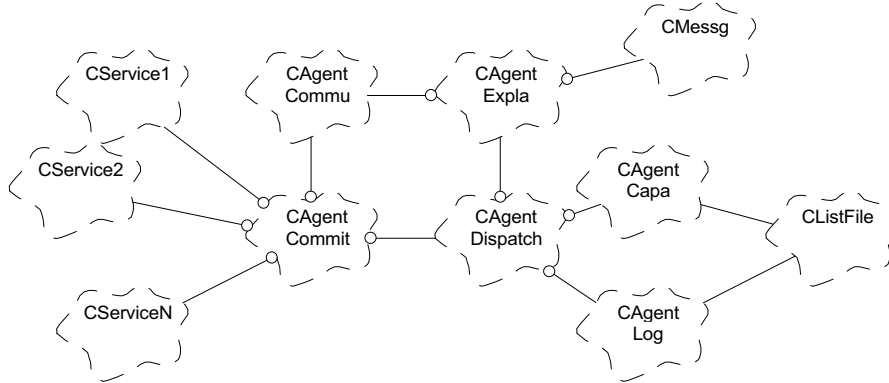 CMessg
CService1
CAgent
Commu
CAgent
Expla
CService2
CAgent
Capa
CAgent
Commit
CAgent
Dispatch
CListFile
CServiceN
CAgent
Log